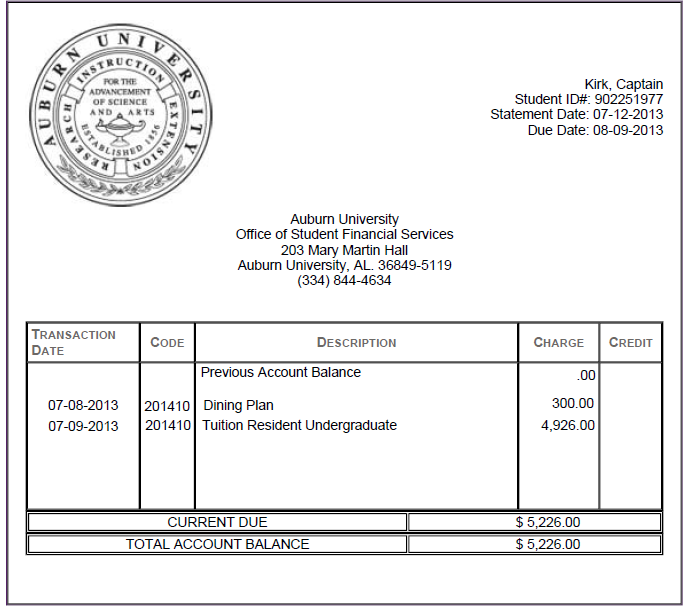 AUBURN UNIVERSITY
INSTRUCTION
EXTENSION
RESEARCH
FOR THE
ADVANCEMENT
OF SCIENCE
AND ARTS
ESTABLISHED 1856
Kirk, Captain
Student ID#: 902251977
Statement Date: 07-12-2013
Due Date: 08-09-2013
Auburn University
Office of Student Financial Services
203 Mary Martin Hall
Auburn University, AL. 36849-5119
(334) 844-4634
TRANSACTION DATE CODE DESCRIPTION CHARGE CREDIT
Previous Account Balance .00
07-08-2013 201410 Dining Plan 300.00
07-09-2013 201410 Tuition Resident Undergraduate 4,926.00
CURRENT DUE $ 5,226.00
TOTAL ACCOUNT BALANCE $ 5,226.00